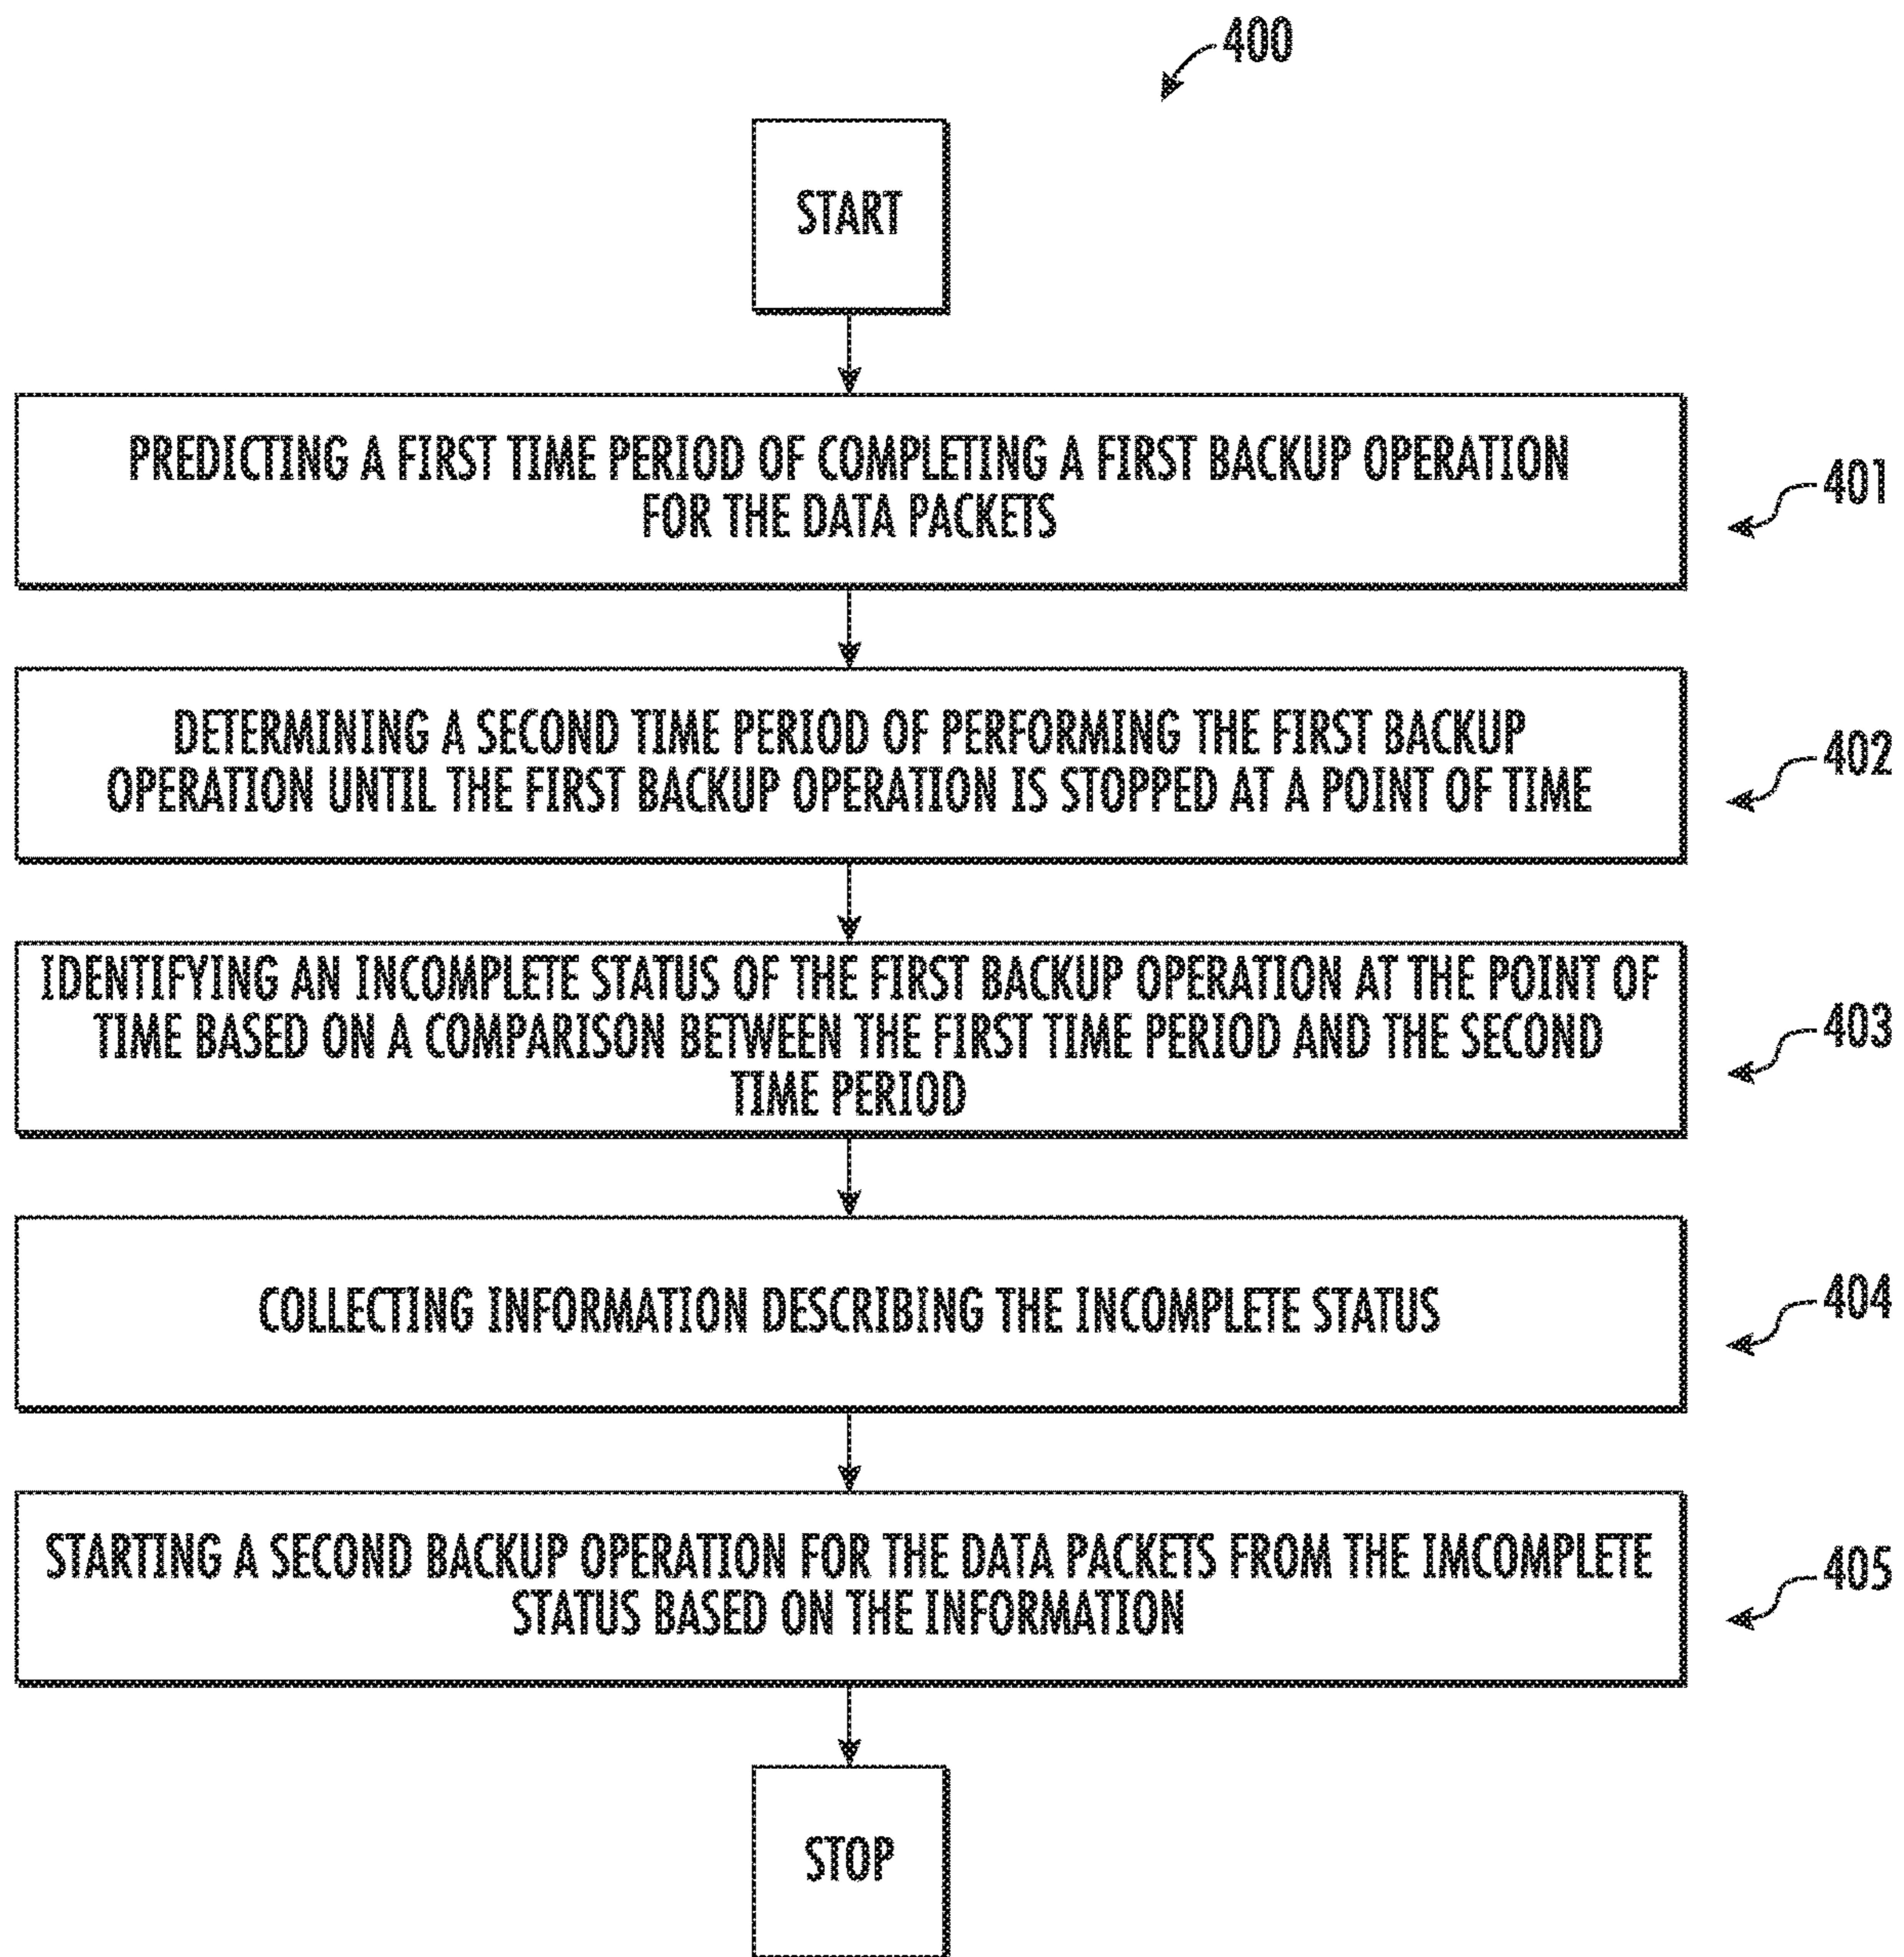 400
START
PREDICTING A FIRST TIME PERIOD OF COMPLETING A FIRST BACKUP OPERATION
FOR THE DATA PACKETS
401
DETERMINING A SECOND TIME PERIOD OF PERFORMING THE FIRST BACKUP
OPERATION UNTIL THE FIRST BACKUP OPERATION IS STOPPED AT A POINT OF TIME
402
IDENTIFYING AN INCOMPLETE STATUS OF THE FIRST BACKUP OPERATION AT THE POINT OF
TIME BASED ON A COMPARISON BETWEEN THE FIRST TIME PERIOD AND THE SECOND
TIME PERIOD
403
COLLECTING INFORMATION DESCRIBING THE INCOMPLETE STATUS
404
STARTING A SECOND BACKUP OPERATION FOR THE DATA PACKETS FROM THE IMCOMPLETE
STATUS BASED ON THE INFORMATION
405
STOP